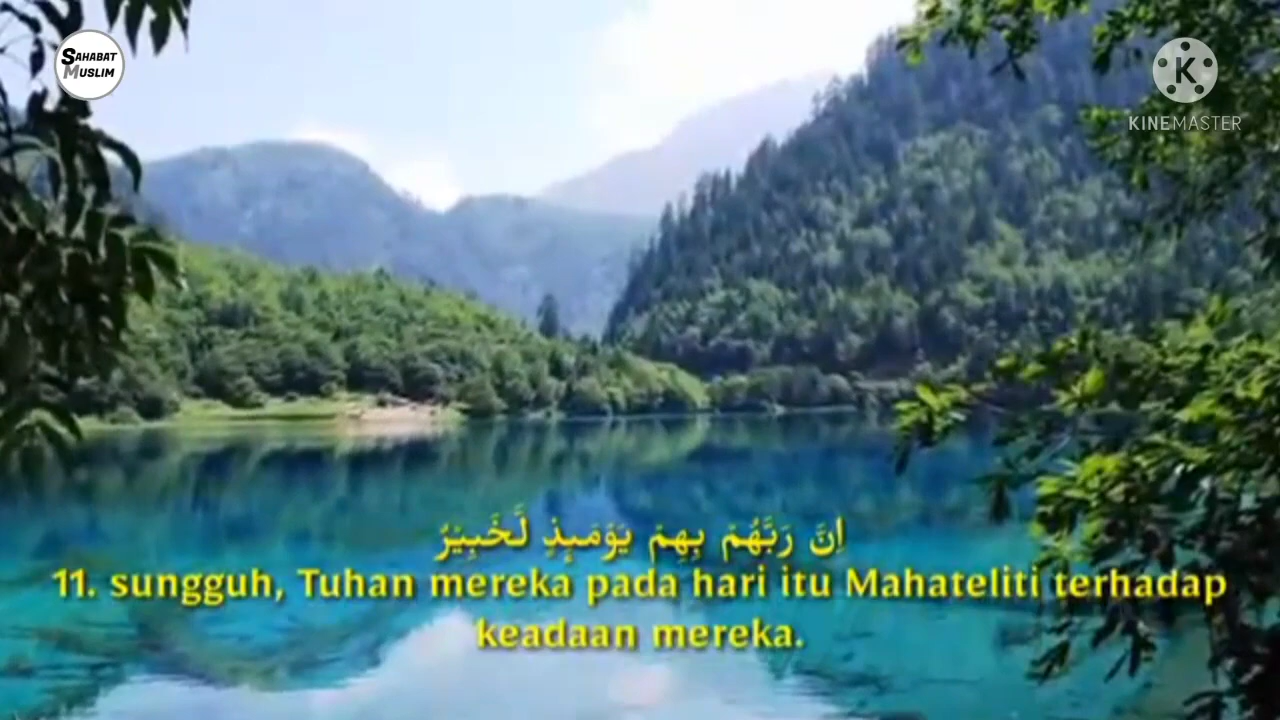 SAHABAT
MUSLIM
K
KINEMASTER
اِنَّ رَبَّهُمْ بِهِمْ يَوْمَىِٕذٍ لَّخَبِيْرٌ
11. sungguh, Tuhan mereka pada hari itu Mahateliti terhadap
keadaan mereka.